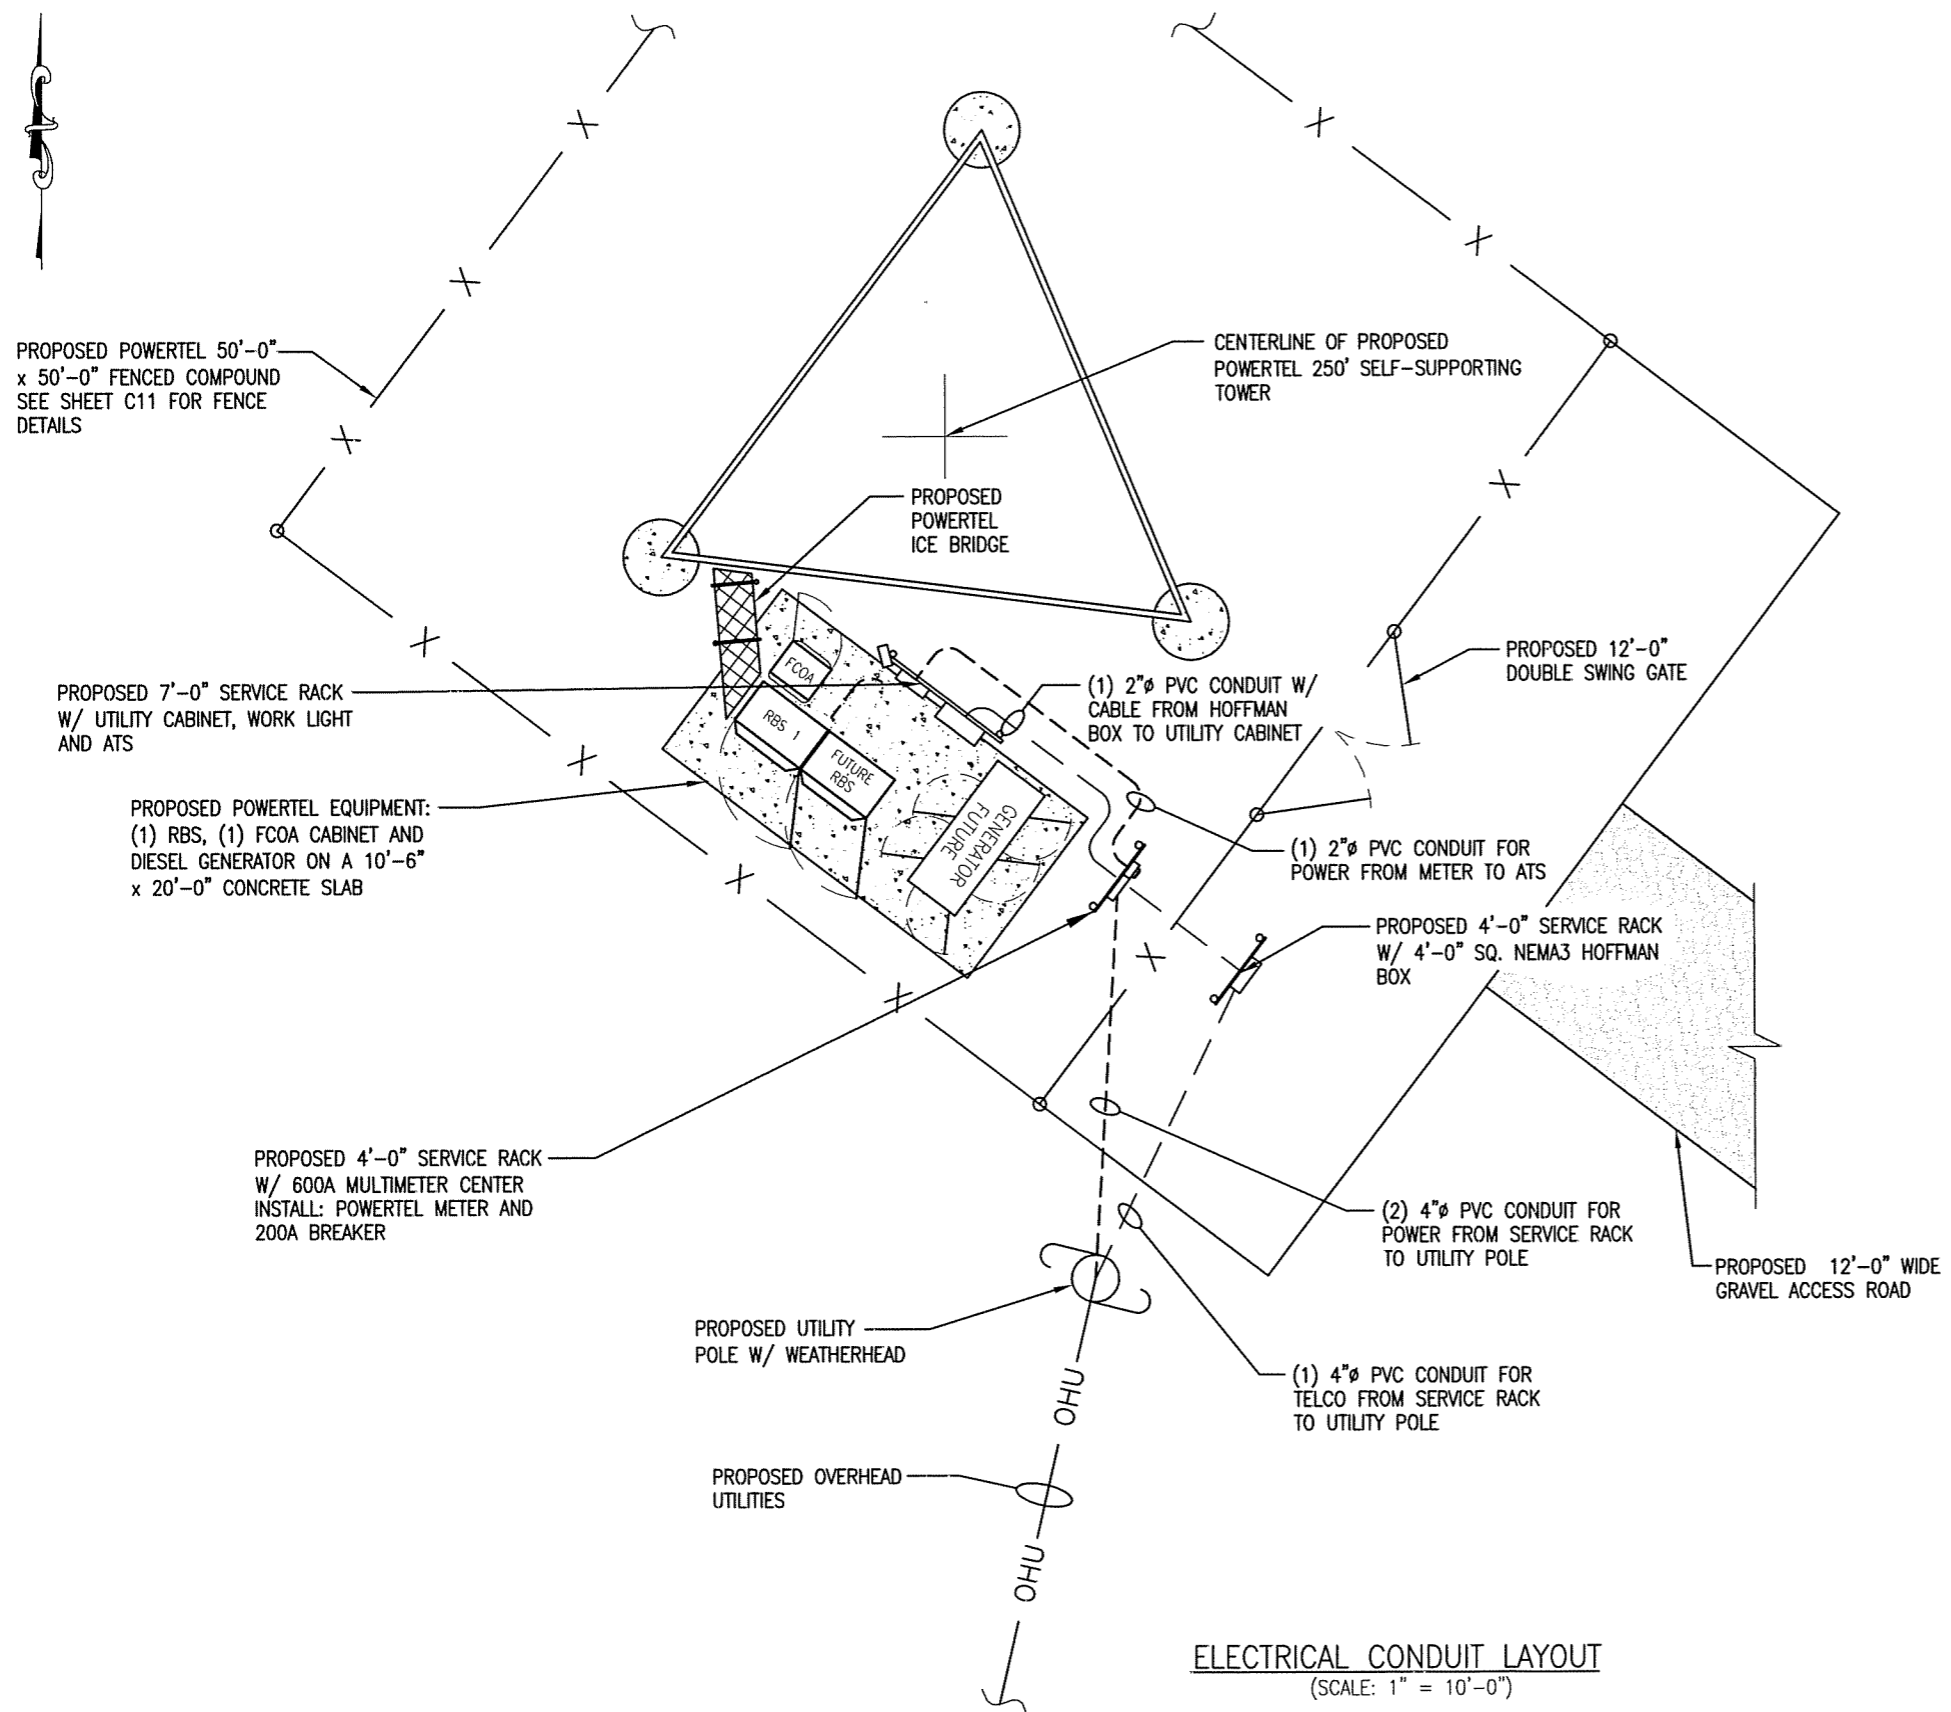 PROPOSED POWERTEL 50'-0"
x 50'-0" FENCED COMPOUND
SEE SHEET C11 FOR FENCE
DETAILS
CENTERLINE OF PROPOSED
POWERTEL 250' SELF-SUPPORTING
TOWER
PROPOSED
POWERTEL
ICE BRIDGE
PROPOSED 12'-0"
DOUBLE SWING GATE
PROPOSED 7'-0" SERVICE RACK
W/ UTILITY CABINET, WORK LIGHT
AND ATS
(1) 2"ø PVC CONDUIT W/
CABLE FROM HOFFMAN
BOX TO UTILITY CABINET
FCOA
RBS 1
FUTURE
RBS
GENERATOR
FUTURE
PROPOSED POWERTEL EQUIPMENT:
(1) RBS, (1) FCOA CABINET AND
DIESEL GENERATOR ON A 10'-6"
x 20'-0" CONCRETE SLAB
(1) 2"ø PVC CONDUIT FOR
POWER FROM METER TO ATS
PROPOSED 4'-0" SERVICE RACK
W/ 4'-0" SQ. NEMA3 HOFFMAN
BOX
PROPOSED 4'-0" SERVICE RACK
W/ 600A MULTIMETER CENTER
INSTALL: POWERTEL METER AND
200A BREAKER
(2) 4"ø PVC CONDUIT FOR
POWER FROM SERVICE RACK
TO UTILITY POLE
PROPOSED 12'-0" WIDE
GRAVEL ACCESS ROAD
PROPOSED UTILITY
POLE W/ WEATHERHEAD
(1) 4"ø PVC CONDUIT FOR
TELCO FROM SERVICE RACK
TO UTILITY POLE
OHU
PROPOSED OVERHEAD
UTILITIES
OHU
ELECTRICAL CONDUIT LAYOUT
(SCALE: 1" = 10'-0")